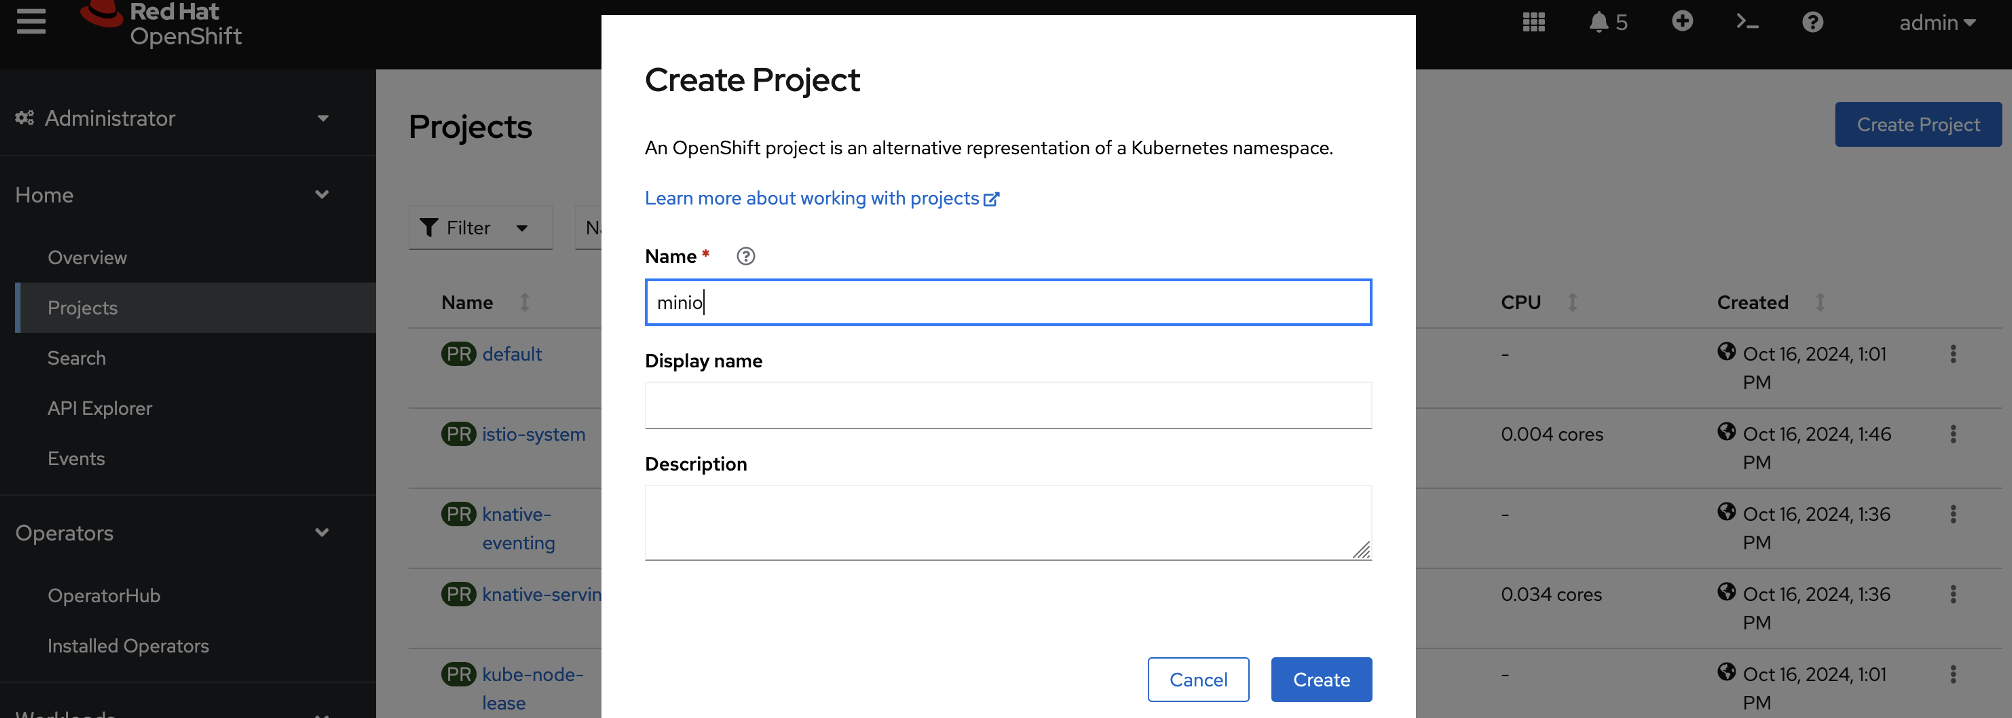 Red Hat
OpenShift
5
admin
Administrator
Home
Overview
Projects
Search
API Explorer
Events
Operators
OperatorHub
Installed Operators
Workloads
Projects
Create Project
Filter
Name
CPU
Created
PR default
-
Oct 16, 2024, 1:01
PM
PR istio-system
0.004 cores
Oct 16, 2024, 1:46
PM
PR knative-
eventing
-
Oct 16, 2024, 1:36
PM
PR knative-servin
0.034 cores
Oct 16, 2024, 1:36
PM
PR kube-node-
lease
-
Oct 16, 2024, 1:01
PM
Create Project
An OpenShift project is an alternative representation of a Kubernetes namespace.
Learn more about working with projects
Name *
minio
Display name
Description
Cancel
Create